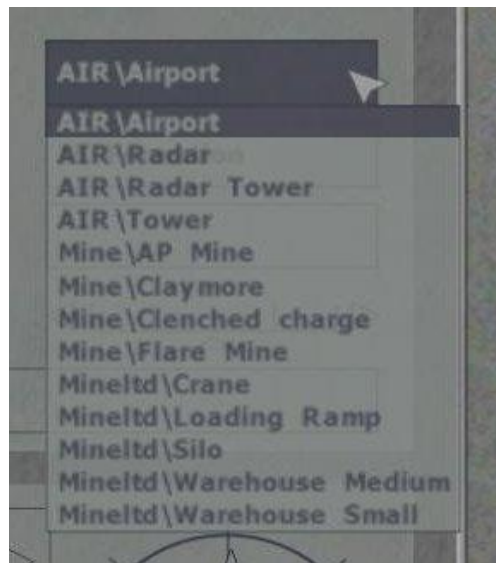 AIR\Airport
AIR\Airport
AIR\Radar
AIR\Radar Tower
AIR\Tower
Mine\AP Mine
Mine\Claymore
Mine\Clenched charge
Mine\Flare Mine
Mineltd\Crane
Mineltd\Loading Ramp
Mineltd\Silo
Mineltd\Warehouse Medium
Mineltd\Warehouse Small